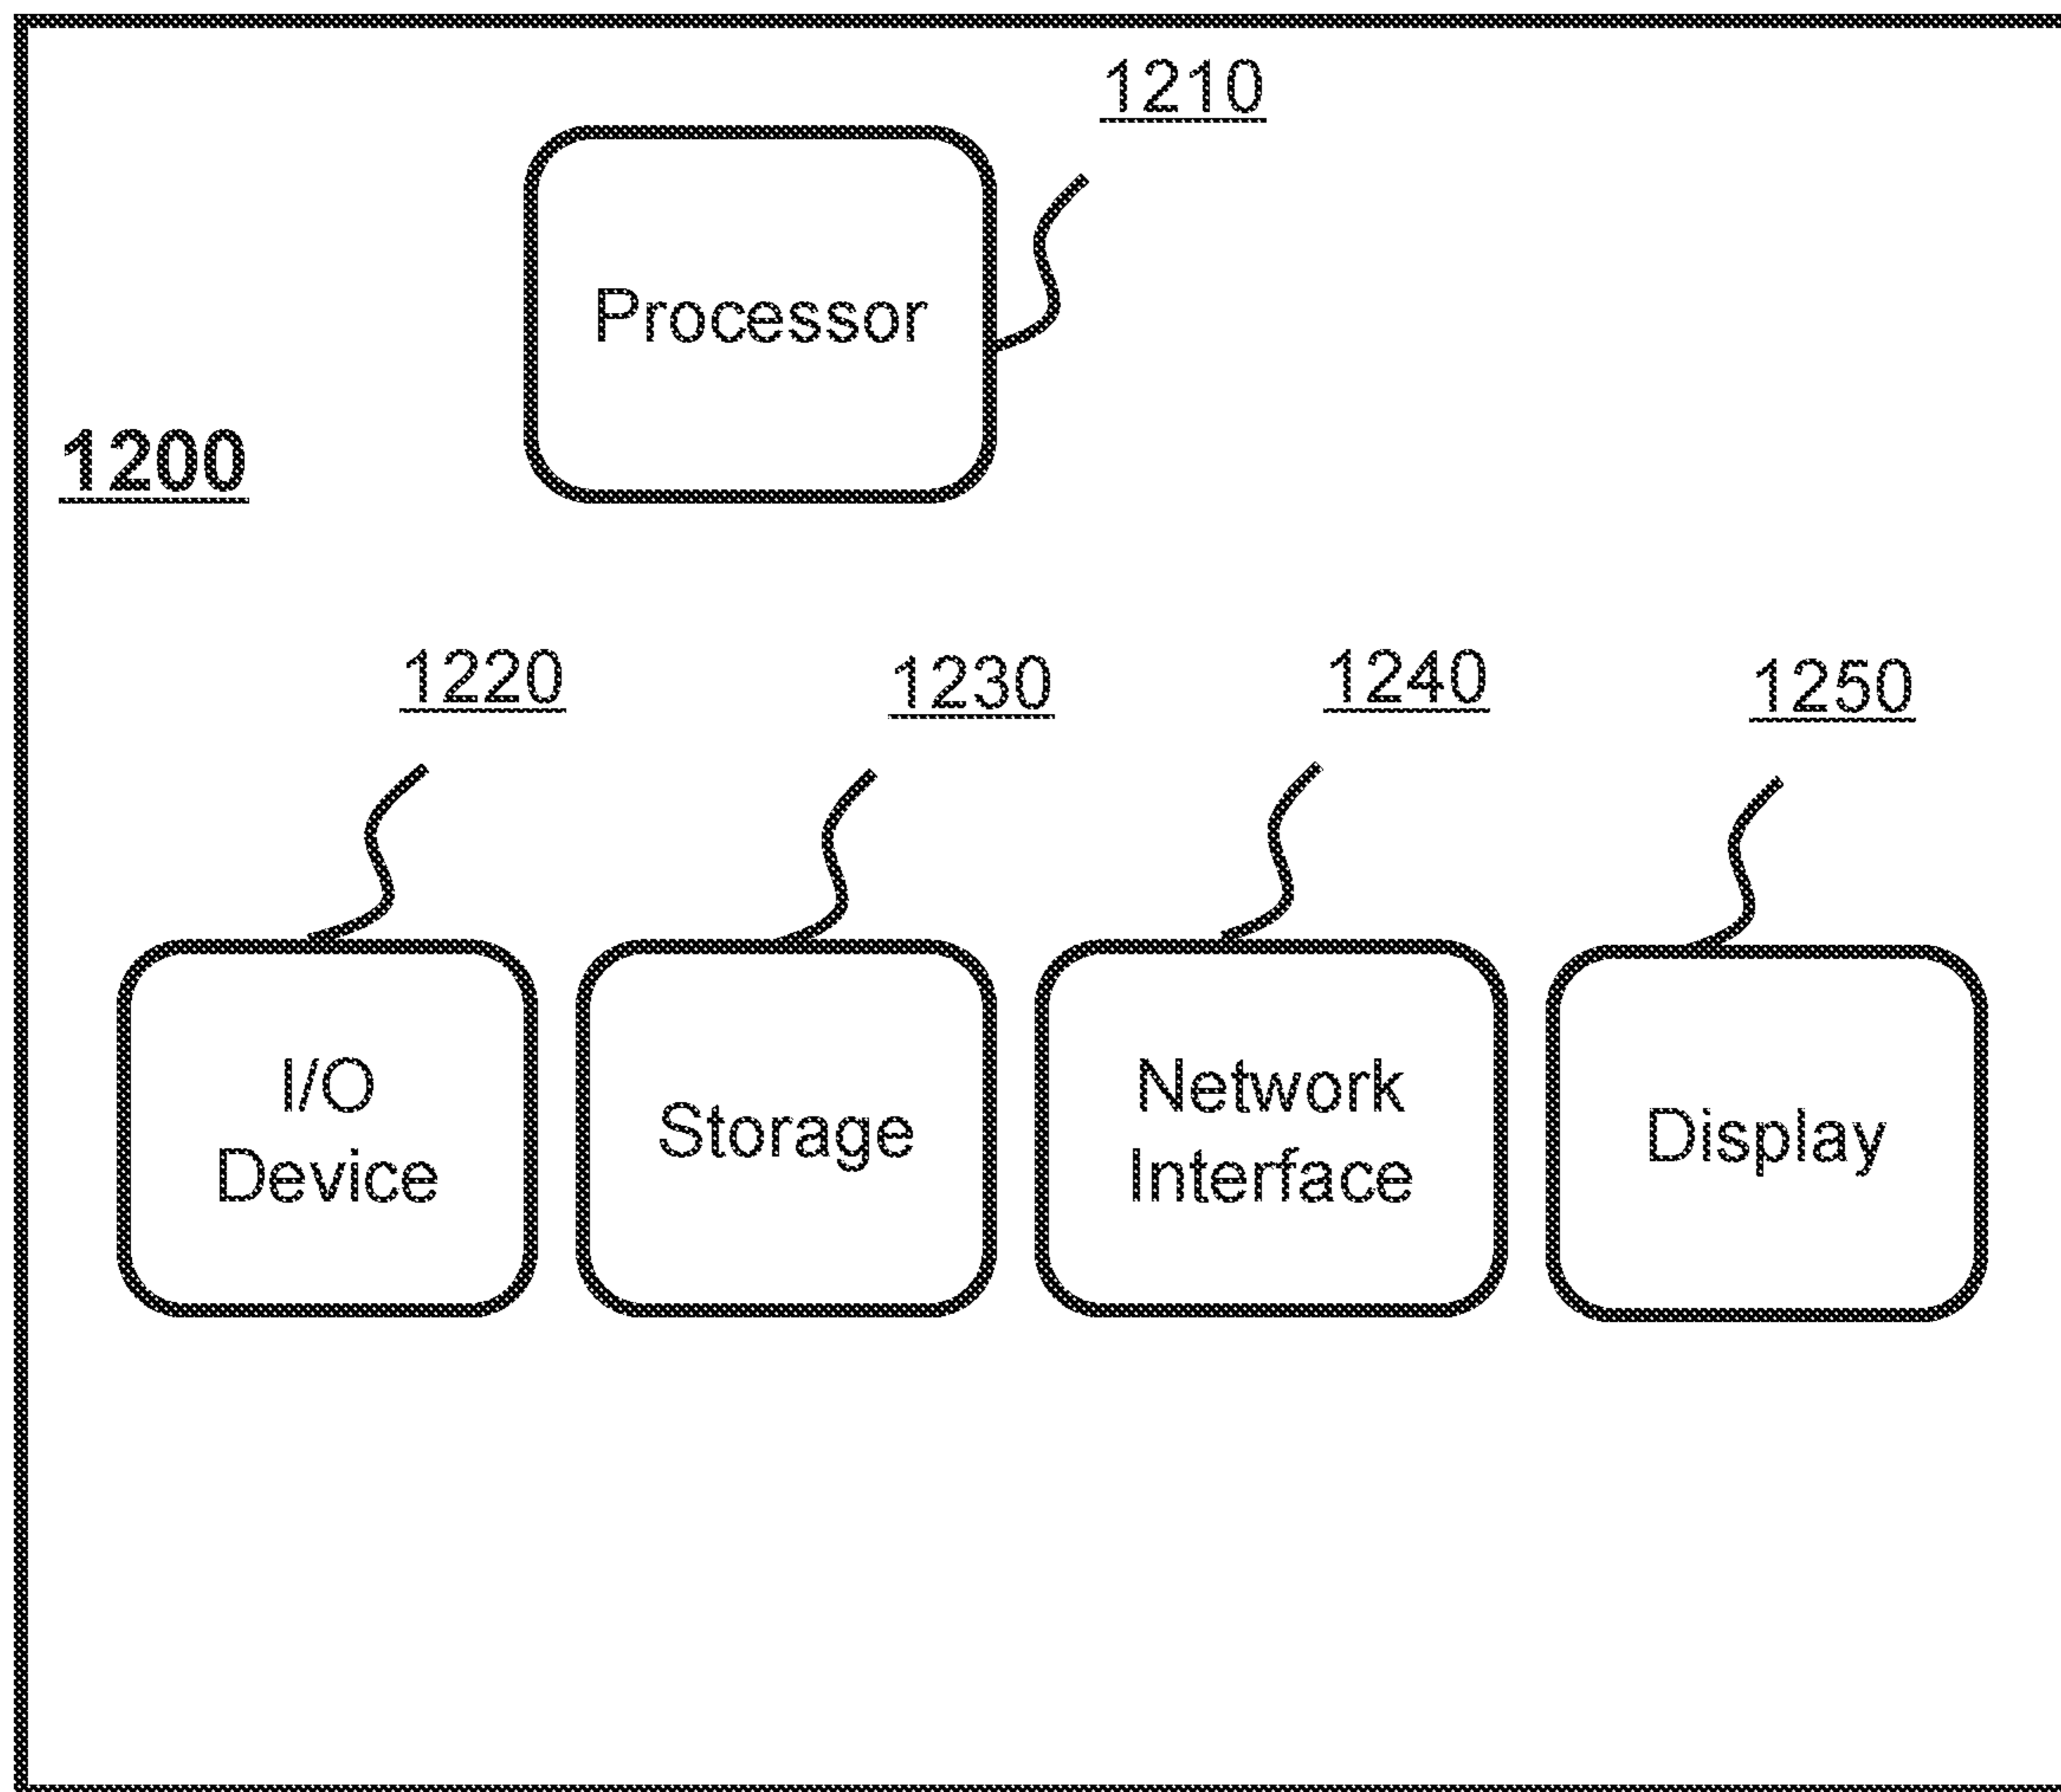 1210
Processor
1200
1220
1230
1240
1250
I/O
Device
Storage
Network
Interface
Display